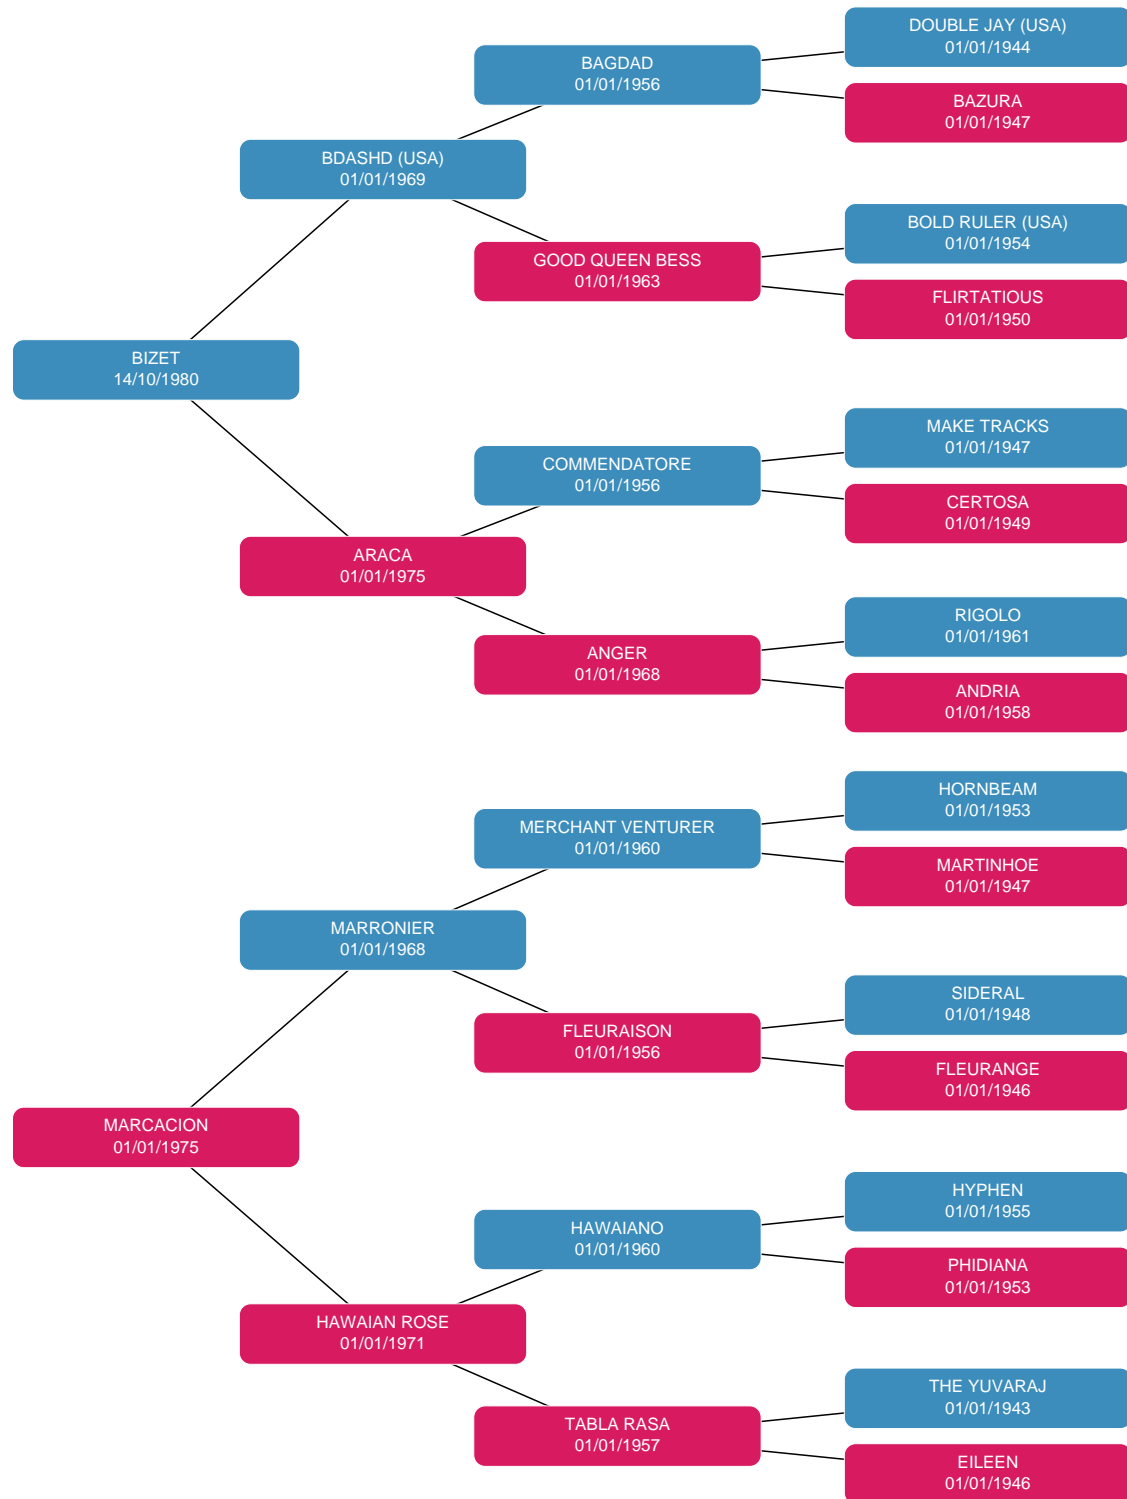 DOUBLE JAY (USA)
01/01/1944
BAGDAD
01/01/1956
BAZURA
01/01/1947
BDASHD (USA)
01/01/1969
BOLD RULER (USA)
01/01/1954
GOOD QUEEN BESS
01/01/1963
FLIRTATIOUS
01/01/1950
BIZET
14/10/1980
MAKE TRACKS
01/01/1947
COMMENDATORE
01/01/1956
CERTOSA
01/01/1949
ARACA
01/01/1975
RIGOLO
01/01/1961
ANGER
01/01/1968
ANDRIA
01/01/1958
HORNBEAM
01/01/1953
MERCHANT VENTURER
01/01/1960
MARTINHOE
01/01/1947
MARRONIER
01/01/1968
SIDERAL
01/01/1948
FLEURAISON
01/01/1956
FLEURANGE
01/01/1946
MARCACION
01/01/1975
HYPHEN
01/01/1955
HAWAIANO
01/01/1960
PHIDIANA
01/01/1953
HAWAIAN ROSE
01/01/1971
THE YUVARAJ
01/01/1943
TABLA RASA
01/01/1957
EILEEN
01/01/1946